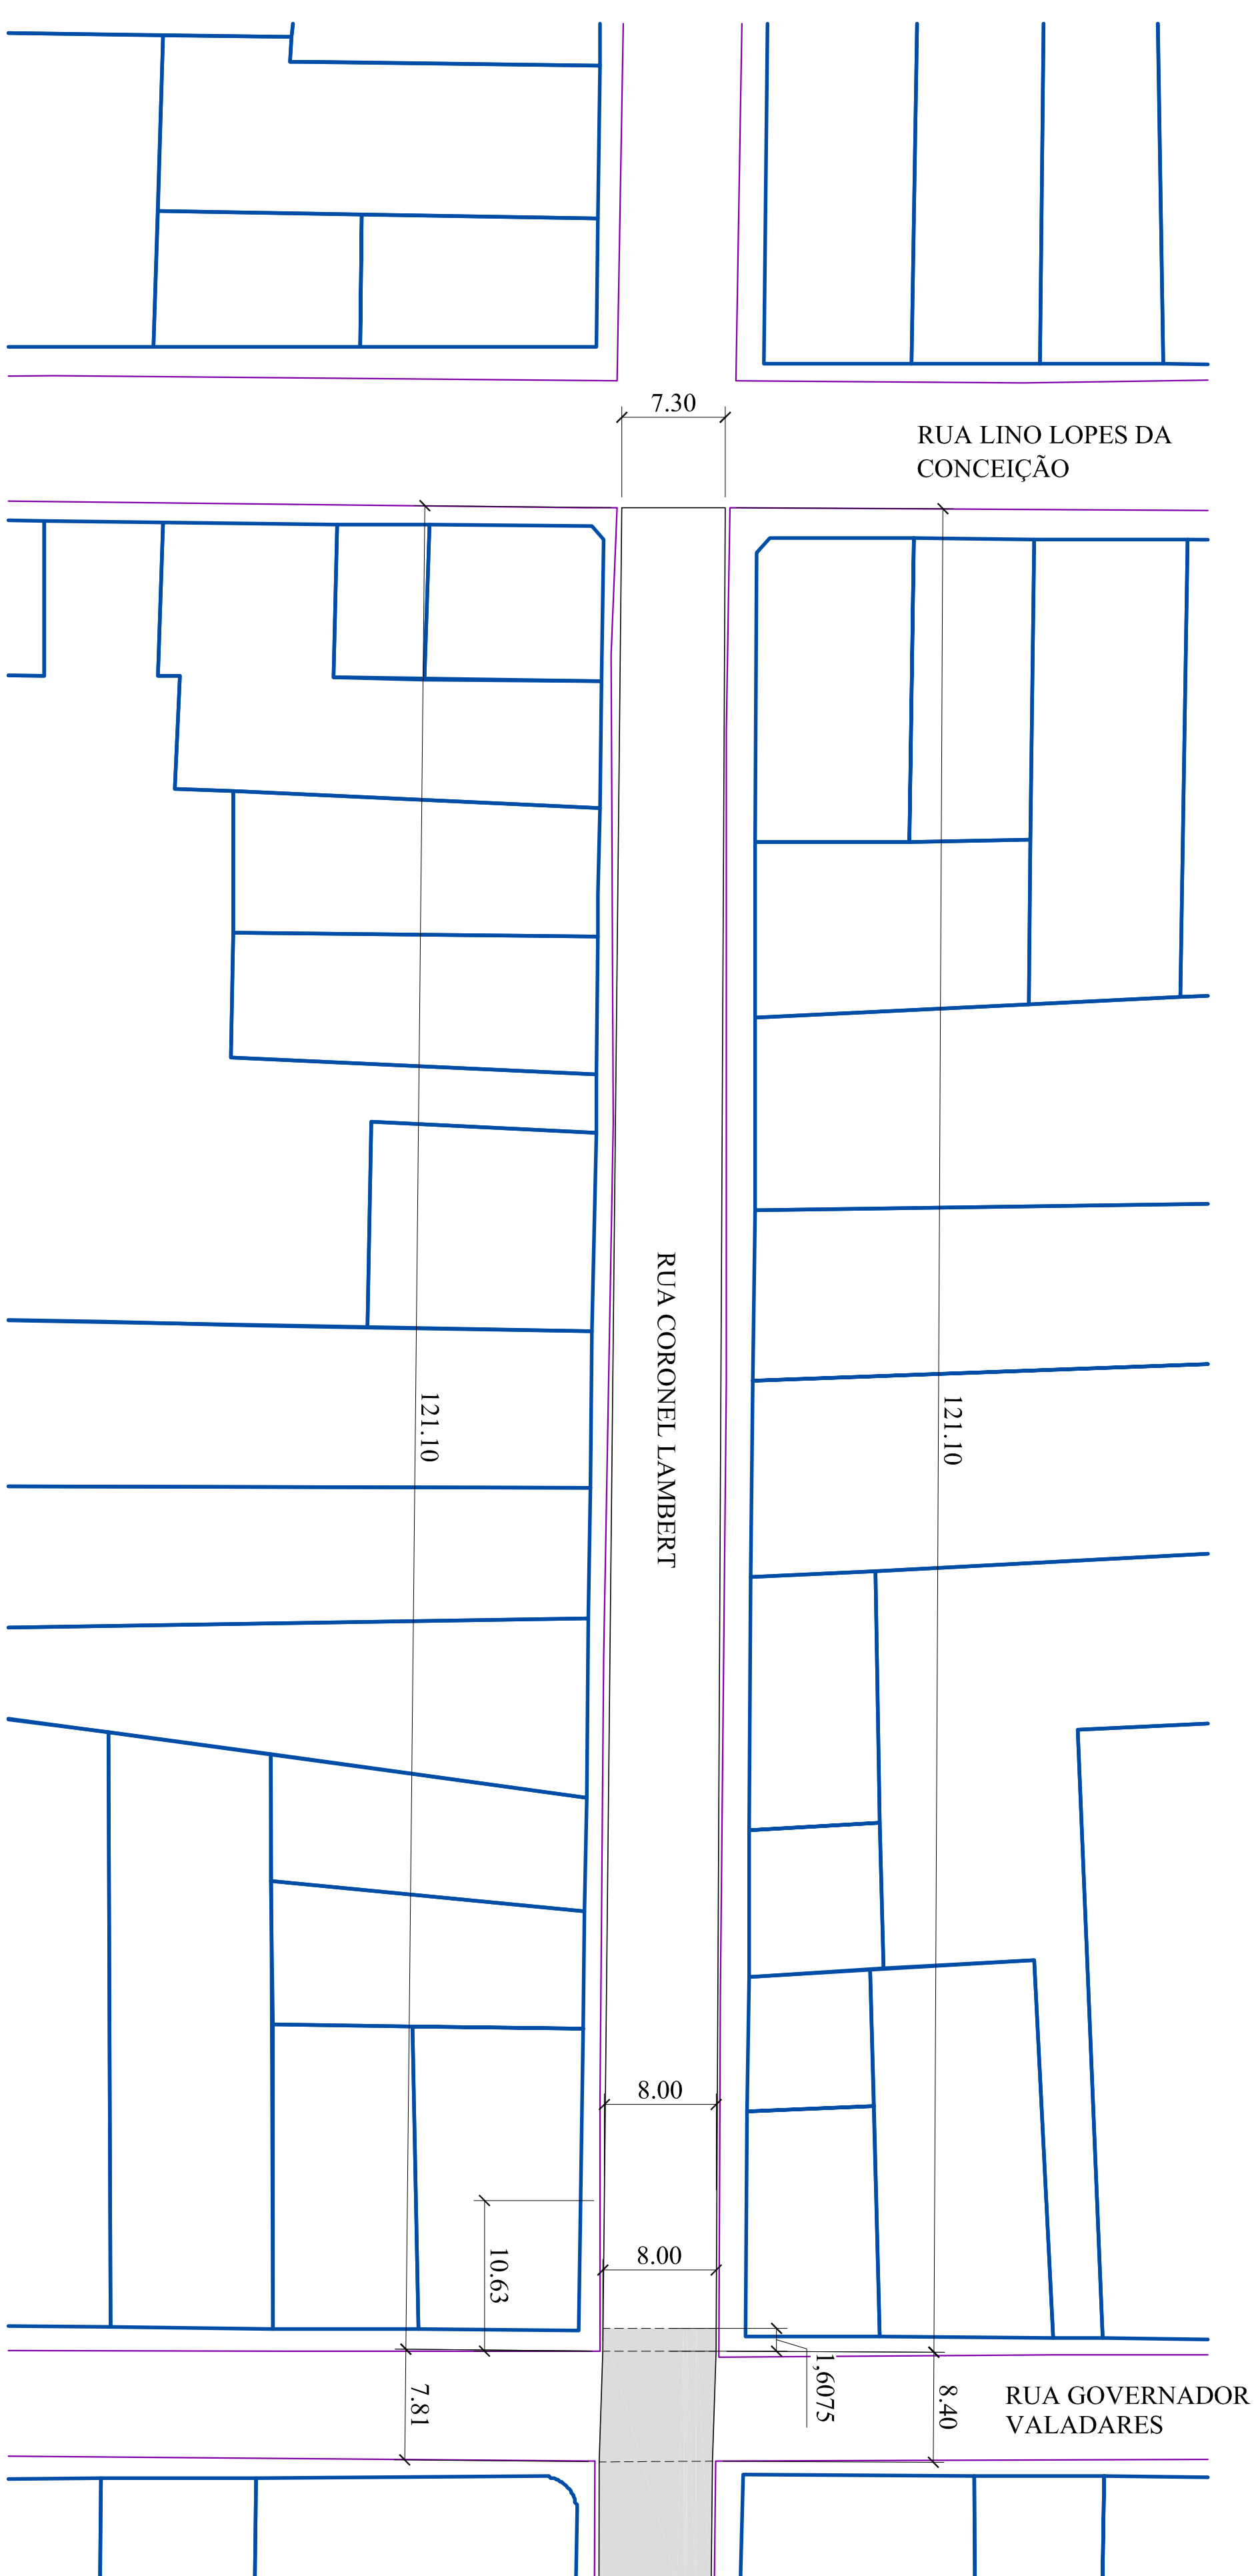 7.30
RUA LINO LOPES DA
CONCEIÇÃO
RUA CORONEL LAMBERT
121.10
121.10
8.00
10.63
8.00
1,6075
7.81
8.40
RUA GOVERNADOR
VALADARES